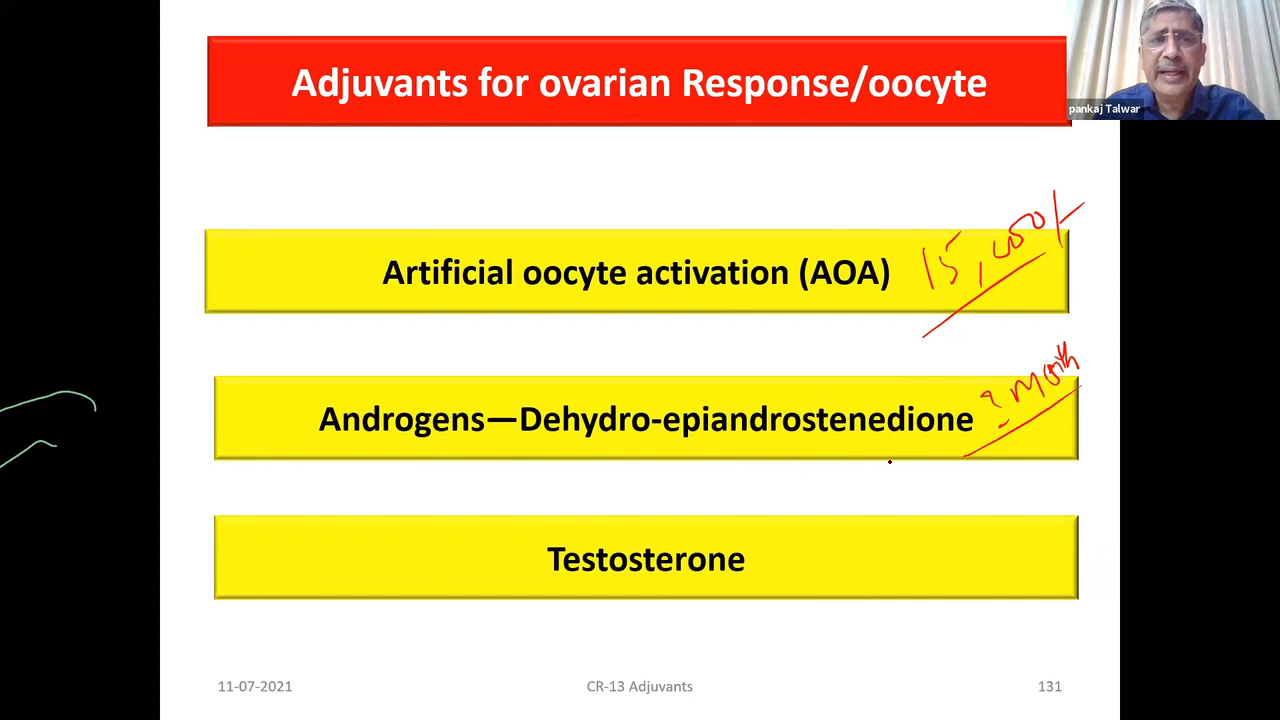 Adjuvants for ovarian Response/oocyte
pankaj Talwar
Artificial oocyte activation (AOA)
15,000/-
Androgens—Dehydro-epiandrostenedione
month
Testosterone
11-07-2021
CR-13 Adjuvants
131